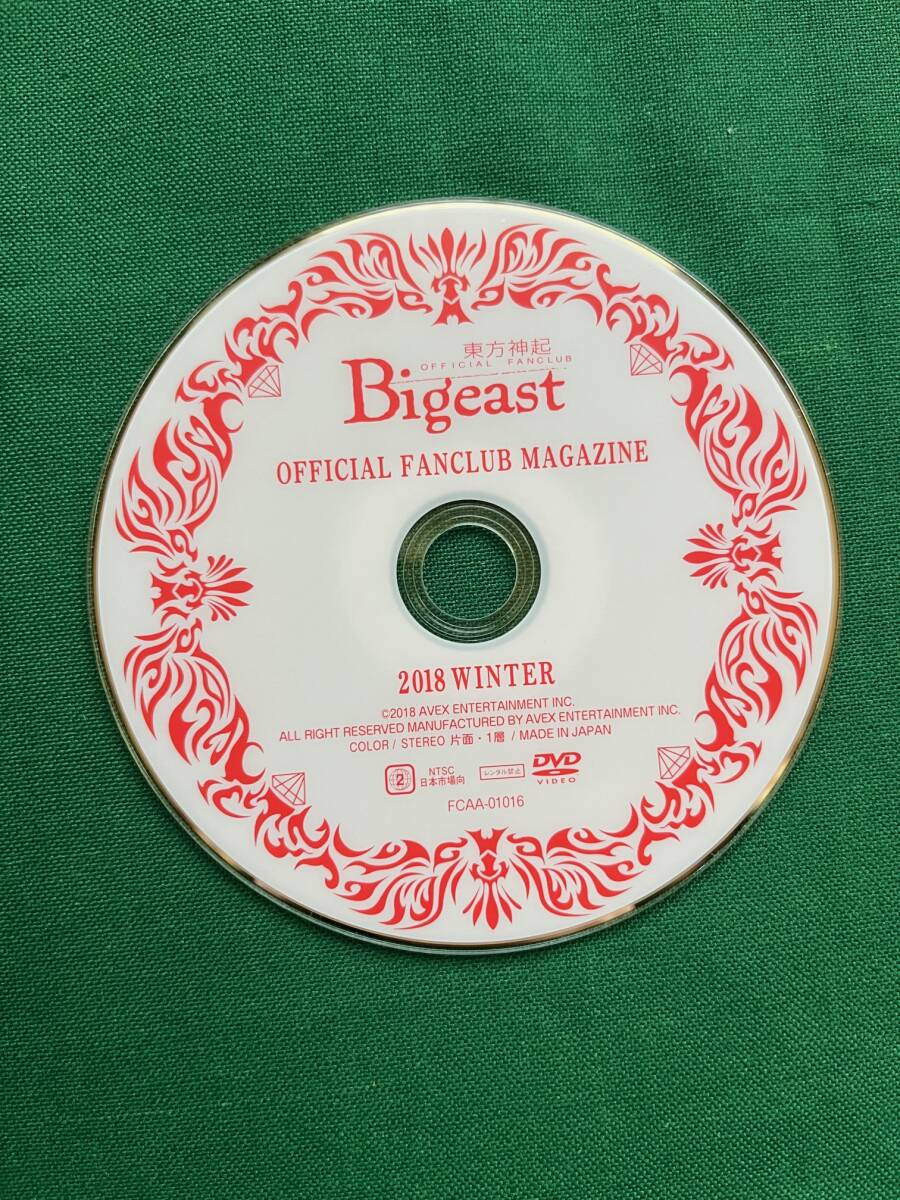 東方神起
OFFICIAL FANCLUB
Bigeast
OFFICIAL FANCLUB MAGAZINE
2018 WINTER
©2018 AVEX ENTERTAINMENT INC.
ALL RIGHT RESERVED MANUFACTURED BY AVEX ENTERTAINMENT INC.
COLOR / STEREO 片面・1層 / MADE IN JAPAN
2
NTSC
日本市場向
レンタル禁止
DVD
VIDEO
FCAA-01016